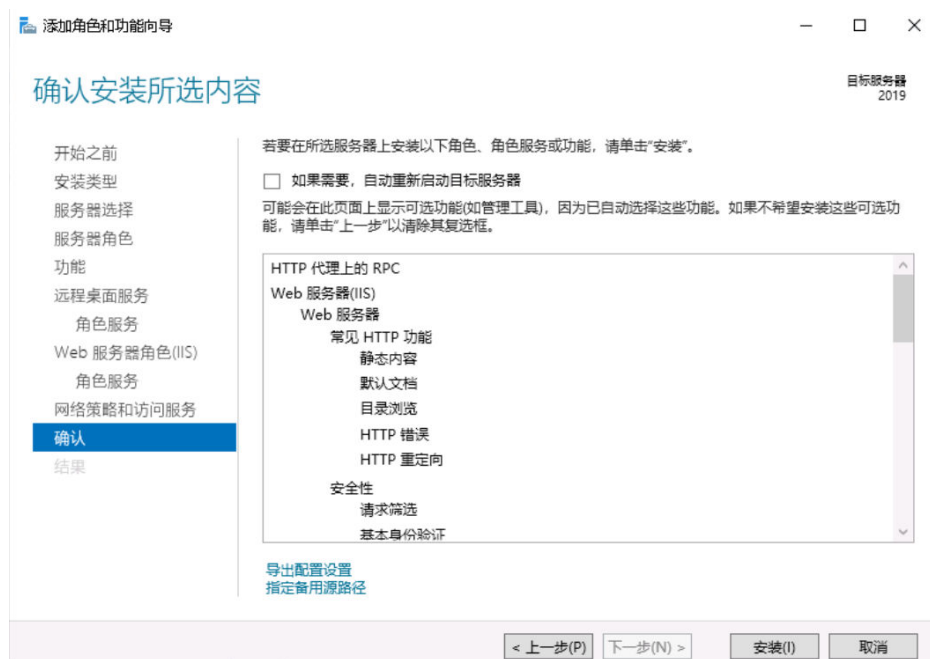 添加角色和功能向导
确认安装所选内容
目标服务器
2019
开始之前
安装类型
服务器选择
服务器角色
功能
远程桌面服务
角色服务
Web 服务器角色(IIS)
角色服务
网络策略和访问服务
确认
结果
若要在所选服务器上安装以下角色、角色服务或功能，请单击"安装"。
如果需要，自动重新启动目标服务器
可能会在此页面上显示可选功能(如管理工具)，因为已自动选择这些功能。如果不希望安装这些可选功
能，请单击"上一步"以清除其复选框。
HTTP 代理上的 RPC
Web 服务器(IIS)
Web 服务器
常见 HTTP 功能
静态内容
默认文档
目录浏览
HTTP 错误
HTTP 重定向
安全性
请求筛选
基本身份验证
导出配置设置
指定备用源路径
< 上一步(P)
下一步(N) >
安装(I)
取消